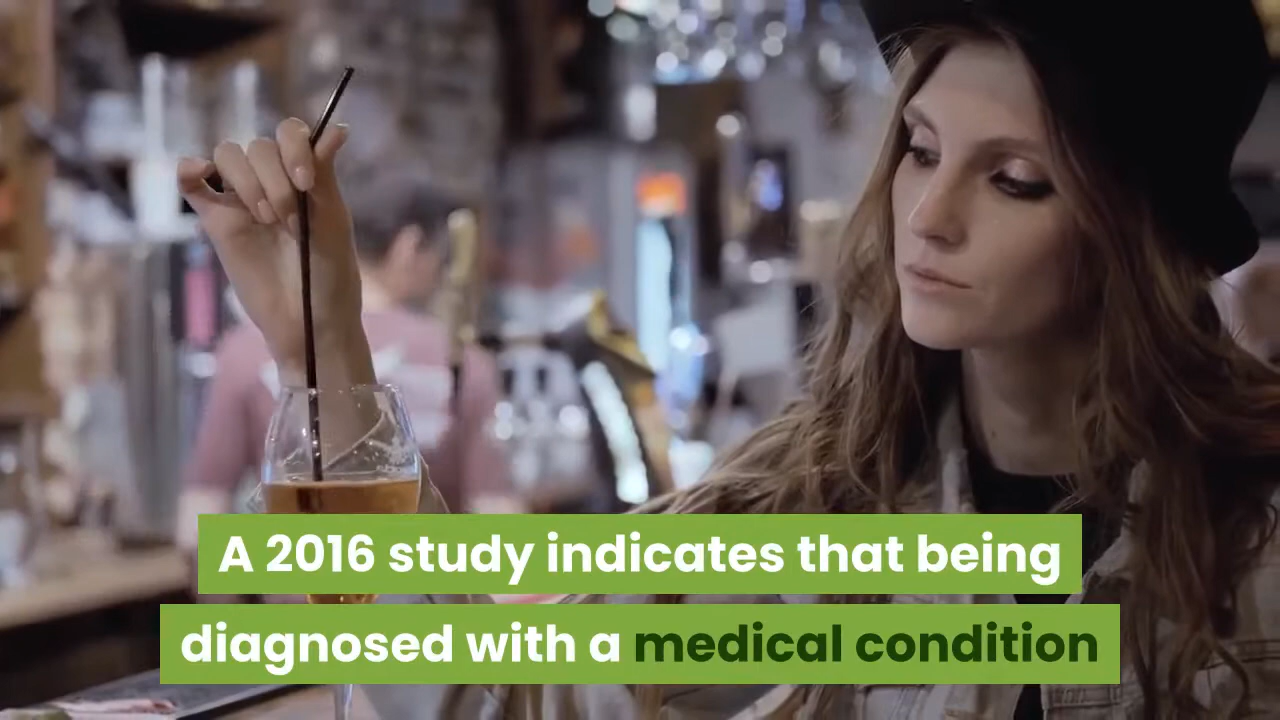 A 2016 study indicates that being
diagnosed with a medical condition